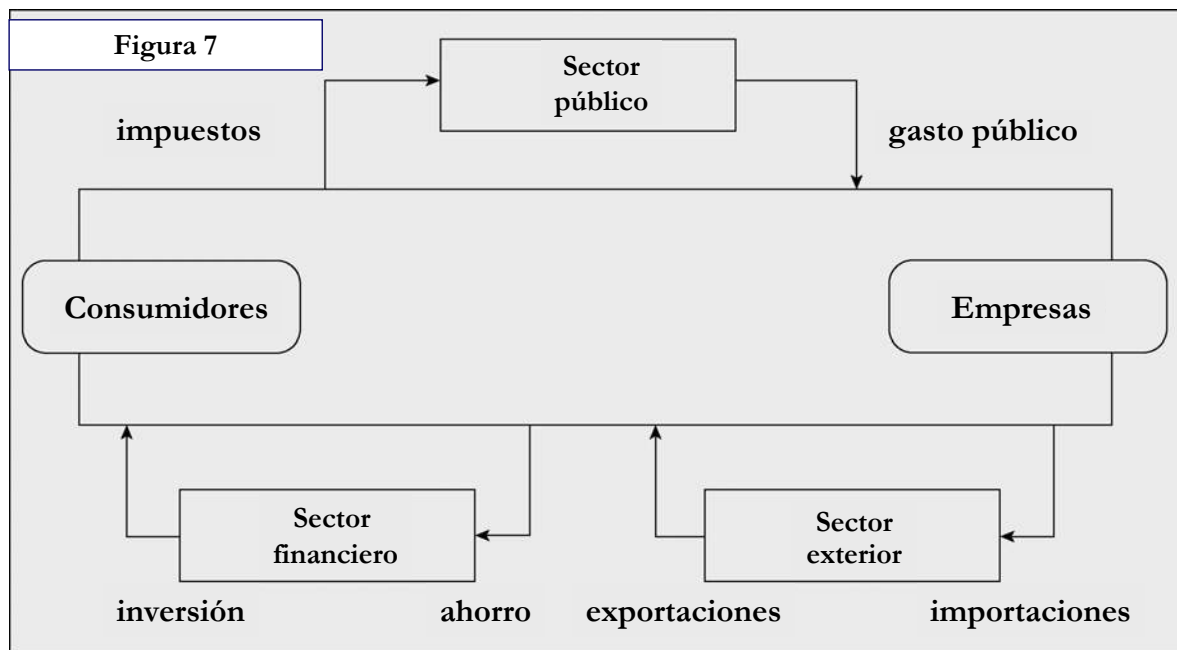 Figura 7
Sector
público
impuestos
gasto público
Consumidores
Empresas
Sector
financiero
Sector
exterior
inversión
ahorro
exportaciones
importaciones